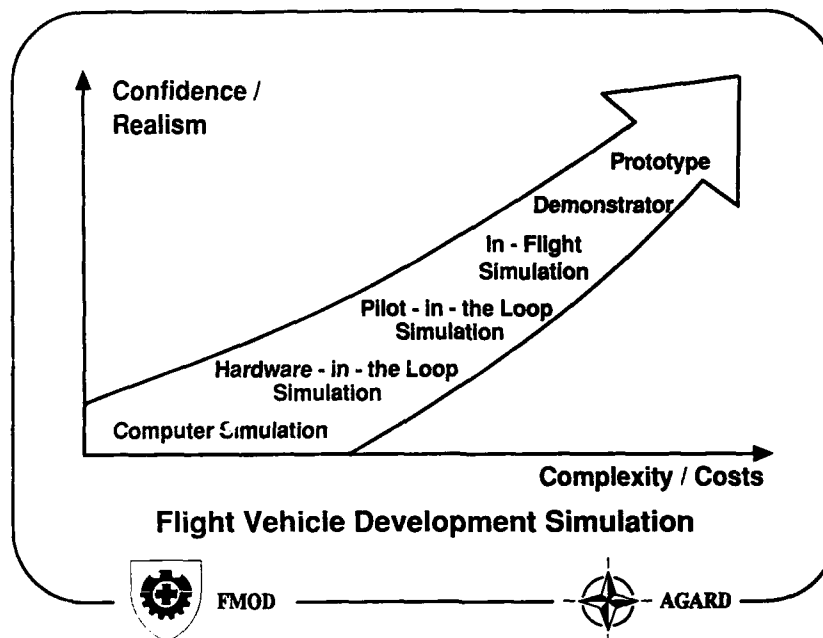 Confidence /
Realism
Prototype
Demonstrator
In - Flight
Simulation
Pilot - in - the Loop
Simulation
Hardware - in - the Loop
Simulation
Computer Simulation
Complexity / Costs
Flight Vehicle Development Simulation
FMOD
AGARD